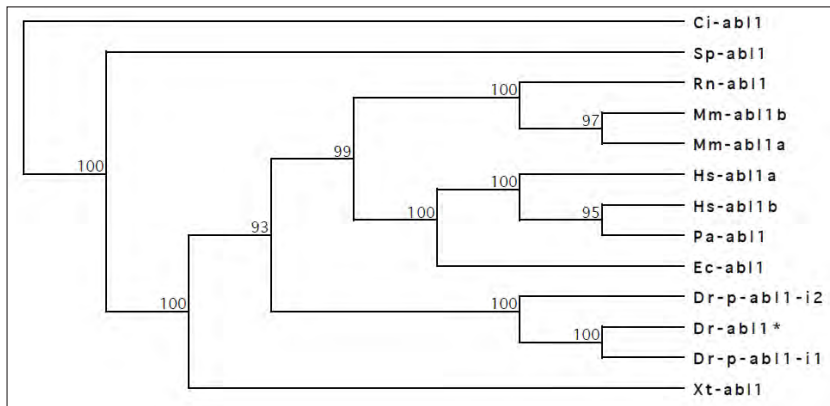 Ci-abl1
Sp-abl1
100
Rn-abl1
97
Mm-abl1b
Mm-abl1a
99
100
Hs-abl1a
100
95
Hs-abl1b
Pa-abl1
100
93
Ec-abl1
100
Dr-p-abl1-i2
100
100
Dr-abl1*
Dr-p-abl1-i1
Xt-abl1